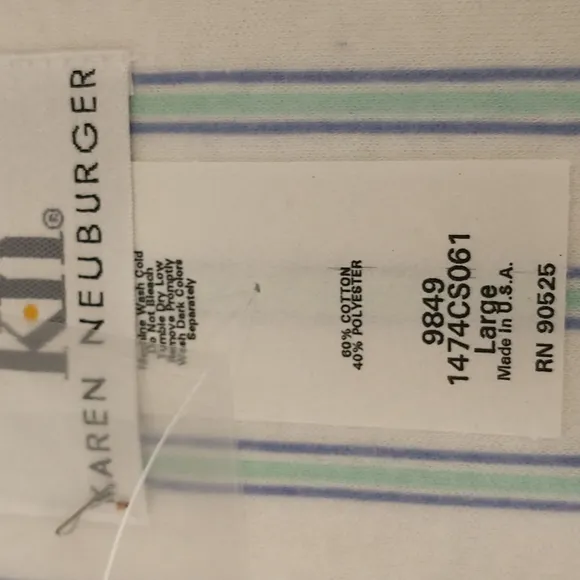 k.n®
KAREN NEUBURGER
Machine Wash Cold
Do Not Bleach
Tumble Dry Low
Remove Promptly
Wash Dark Colors
Separately
60% COTTON
40% POLYESTER
9849
1474CS061
Large
Made In U.S.A.
RN 90525